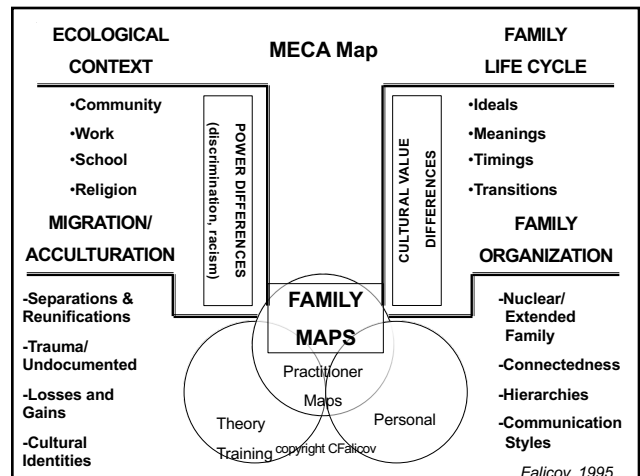 MECA Map
ECOLOGICAL
CONTEXT
•Community
•Work
•School
•Religion
MIGRATION/
ACCULTURATION
-Separations &
Reunifications
-Trauma/
Undocumented
-Losses and
Gains
-Cultural
Identities
POWER DIFFERENCES
(discrimination, racism)
FAMILY
MAPS
Practitioner
Maps
Theory
Training
Personal
copyright CFalicov
CULTURAL VALUE
DIFFERENCES
FAMILY
LIFE CYCLE
•Ideals
•Meanings
•Timings
•Transitions
FAMILY
ORGANIZATION
-Nuclear/
Extended
Family
-Connectedness
-Hierarchies
-Communication
Styles
Falicov, 1995